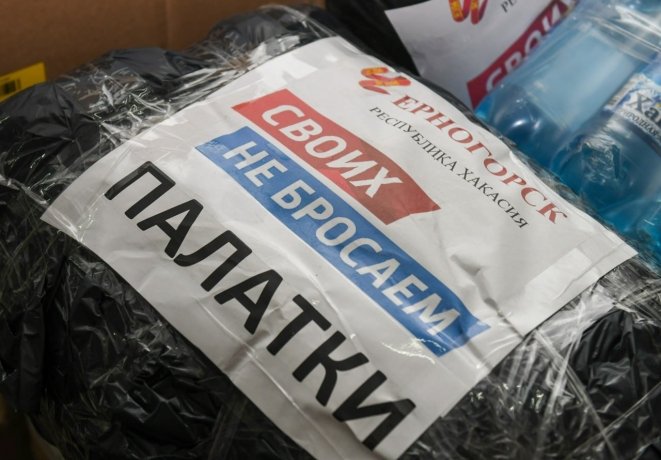 ЧЕРНОГОРСК
РЕСПУБЛИКА ХАКАСИЯ
СВОИХ
НЕ БРОСАЕМ
ПАЛАТКИ